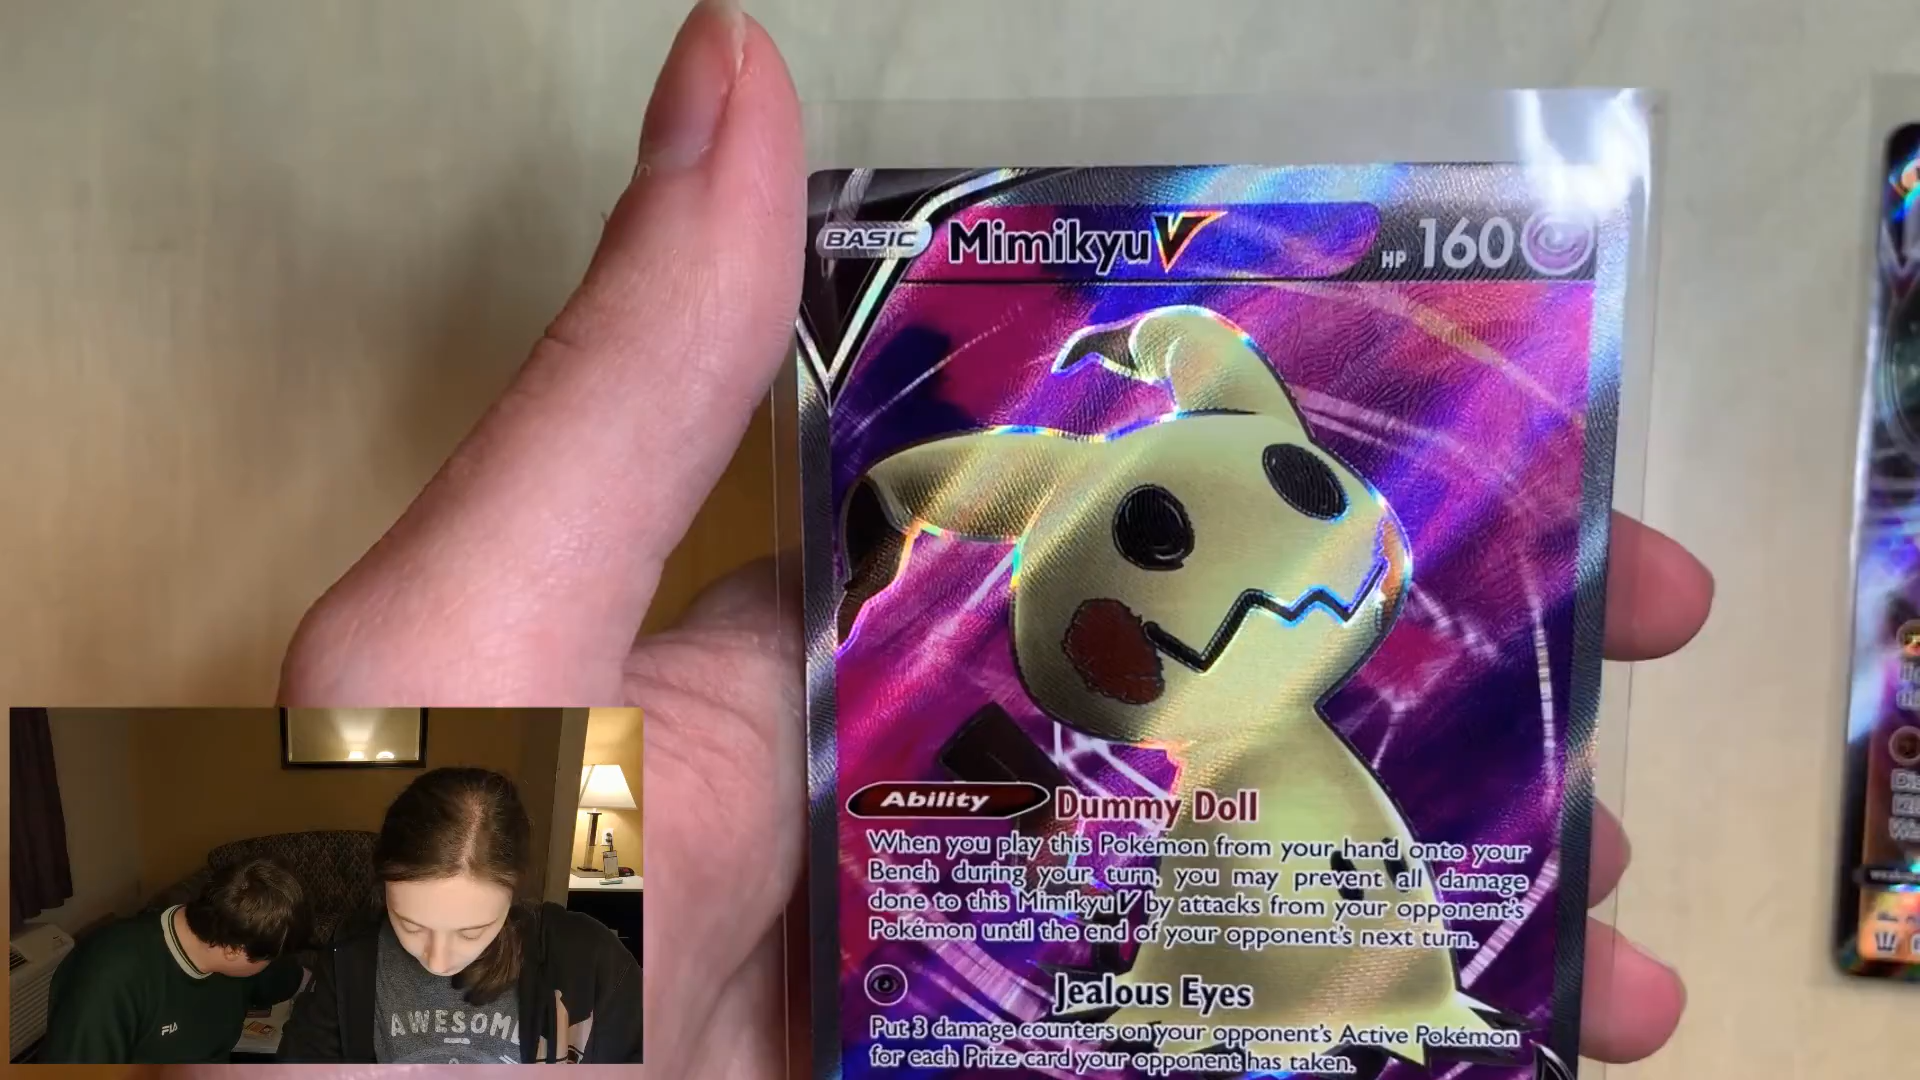 BASIC Mimikyu V HP 160
Ability Dummy Doll
When you play this Pokémon from your hand onto your
Bench during your turn, you may prevent all damage
done to this Mimikyu V by attacks from your opponent's
Pokémon until the end of your opponent's next turn.
Jealous Eyes
Put 3 damage counters on your opponent's Active Pokémon
for each Prize card your opponent has taken.
FILA
AWESOME